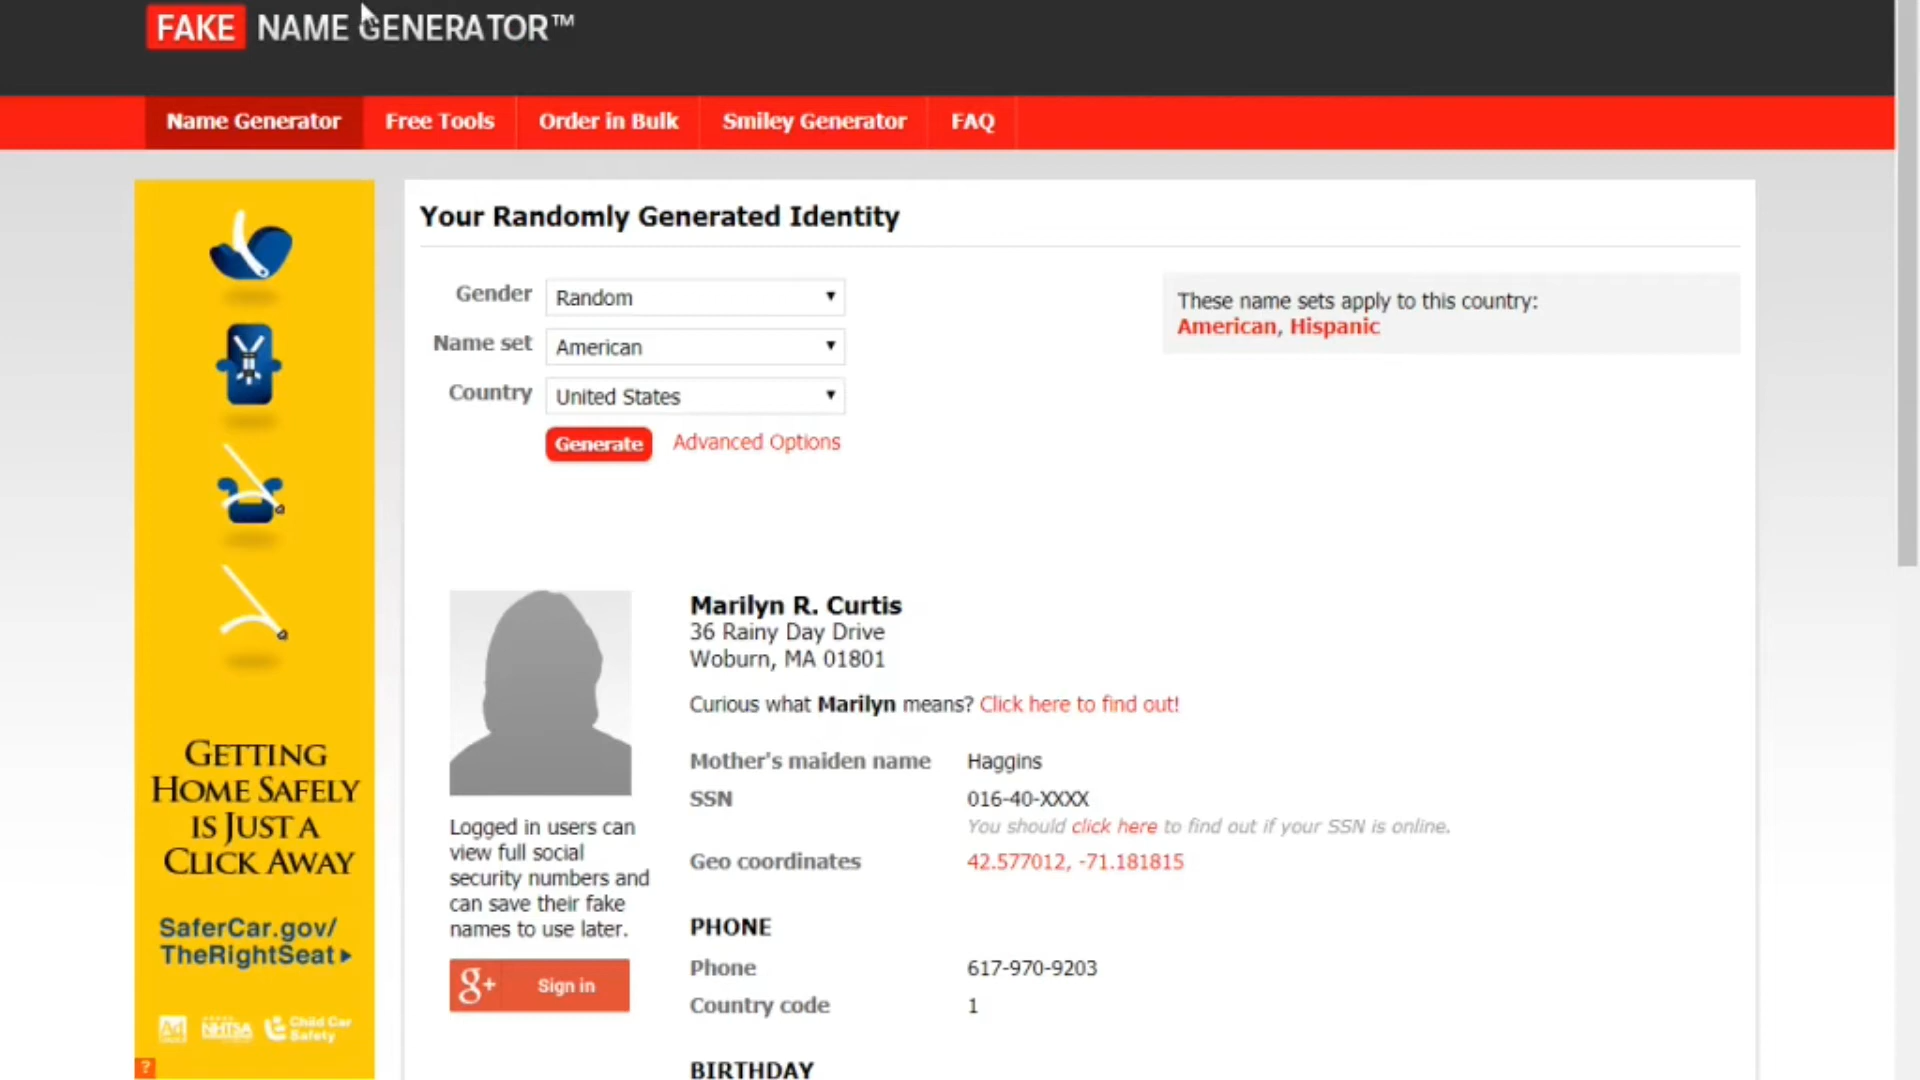 FAKE NAME GENERATOR™
Name Generator
Free Tools
Order in Bulk
Smiley Generator
FAQ
Your Randomly Generated Identity
Gender
Random
Name set
American
Country
United States
Generate
Advanced Options
These name sets apply to this country:
American, Hispanic
GETTING
HOME SAFELY
IS JUST A
CLICK AWAY
SaferCar.gov/
TheRightSeat
Ad
NHTSA
Child Car
Safety
?
Logged in users can
view full social
security numbers and
can save their fake
names to use later.
g+ Sign in
Marilyn R. Curtis
36 Rainy Day Drive
Woburn, MA 01801
Curious what Marilyn means? Click here to find out!
Mother's maiden name
Haggins
SSN
016-40-XXXX
You should click here to find out if your SSN is online.
Geo coordinates
42.577012, -71.181815
PHONE
Phone
617-970-9203
Country code
1
BIRTHDAY